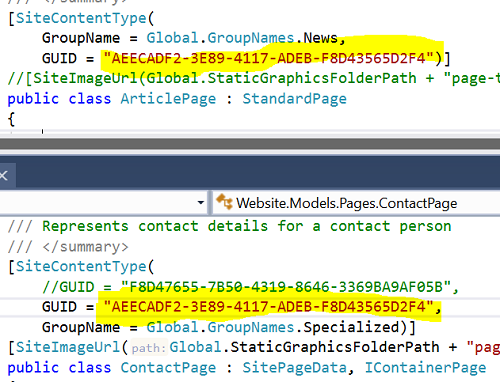 /// </summary>
[SiteContentType(
GroupName = Global.GroupNames.News,
GUID = "AEECADF2-3E89-4117-ADEB-F8D43565D2F4")]
//[SiteImageUrl(Global.StaticGraphicsFolderPath + "page-t
public class ArticlePage : StandardPage
{
Website.Models.Pages.ContactPage
/// Represents contact details for a contact person
/// </summary>
[SiteContentType(
//GUID = "F8D47655-7B50-4319-8646-3369BA9AF05B",
GUID = "AEECADF2-3E89-4117-ADEB-F8D43565D2F4",
GroupName = Global.GroupNames.Specialized)]
[SiteImageUrl(path:Global.StaticGraphicsFolderPath + "pag
public class ContactPage : SitePageData, IContainerPage